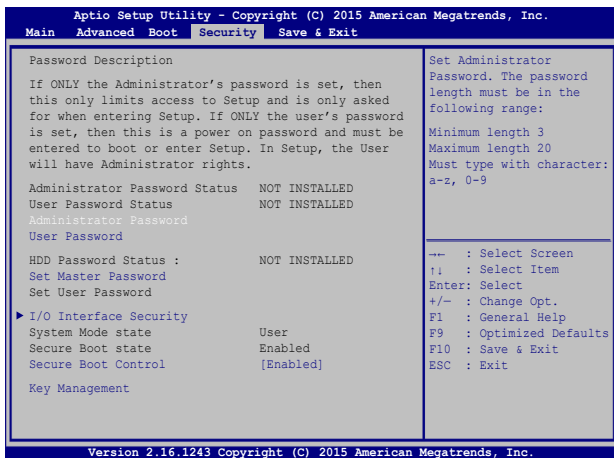 Aptio Setup Utility - Copyright (C) 2015 American Megatrends, Inc.
Main Advanced Boot Security Save & Exit
Password Description
If ONLY the Administrator's password is set, then
this only limits access to Setup and is only asked
for when entering Setup. If ONLY the user's password
is set, then this is a power on password and must be
entered to boot or enter Setup. In Setup, the User
will have Administrator rights.
Administrator Password Status NOT INSTALLED
User Password Status NOT INSTALLED
Administrator Password
User Password
HDD Password Status : NOT INSTALLED
Set Master Password
Set User Password
I/O Interface Security
System Mode state User
Secure Boot state Enabled
Secure Boot Control [Enabled]
Key Management
Set Administrator
Password. The password
length must be in the
following range:
Minimum length 3
Maximum length 20
Must type with character:
a-z, 0-9
→← : Select Screen
↑↓ : Select Item
Enter: Select
+/— : Change Opt.
F1 : General Help
F9 : Optimized Defaults
F10 : Save & Exit
ESC : Exit
Version 2.16.1243 Copyright (C) 2015 American Megatrends, Inc.